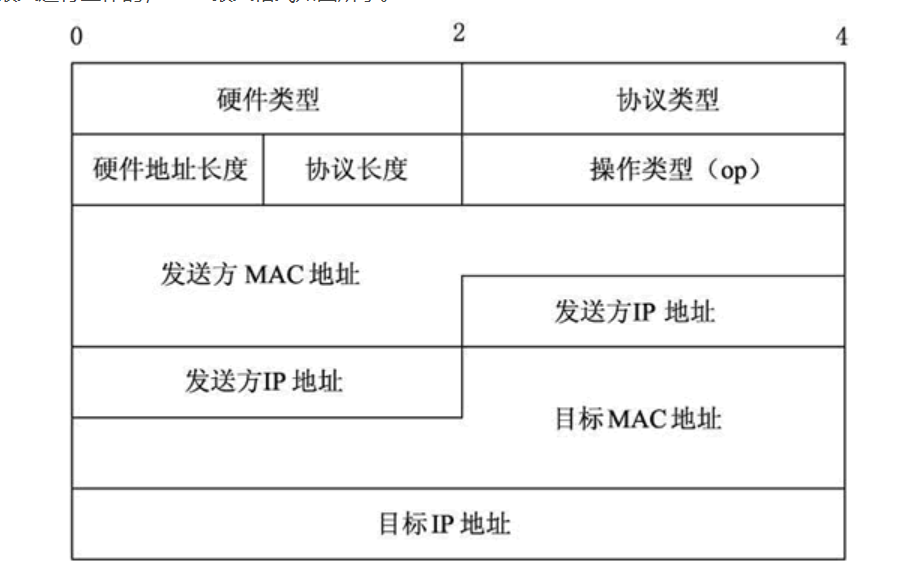 0 2 4
硬件类型 协议类型
硬件地址长度 协议长度 操作类型（op）
发送方 MAC 地址
发送方IP 地址
发送方IP 地址
目标MAC 地址
目标IP 地址